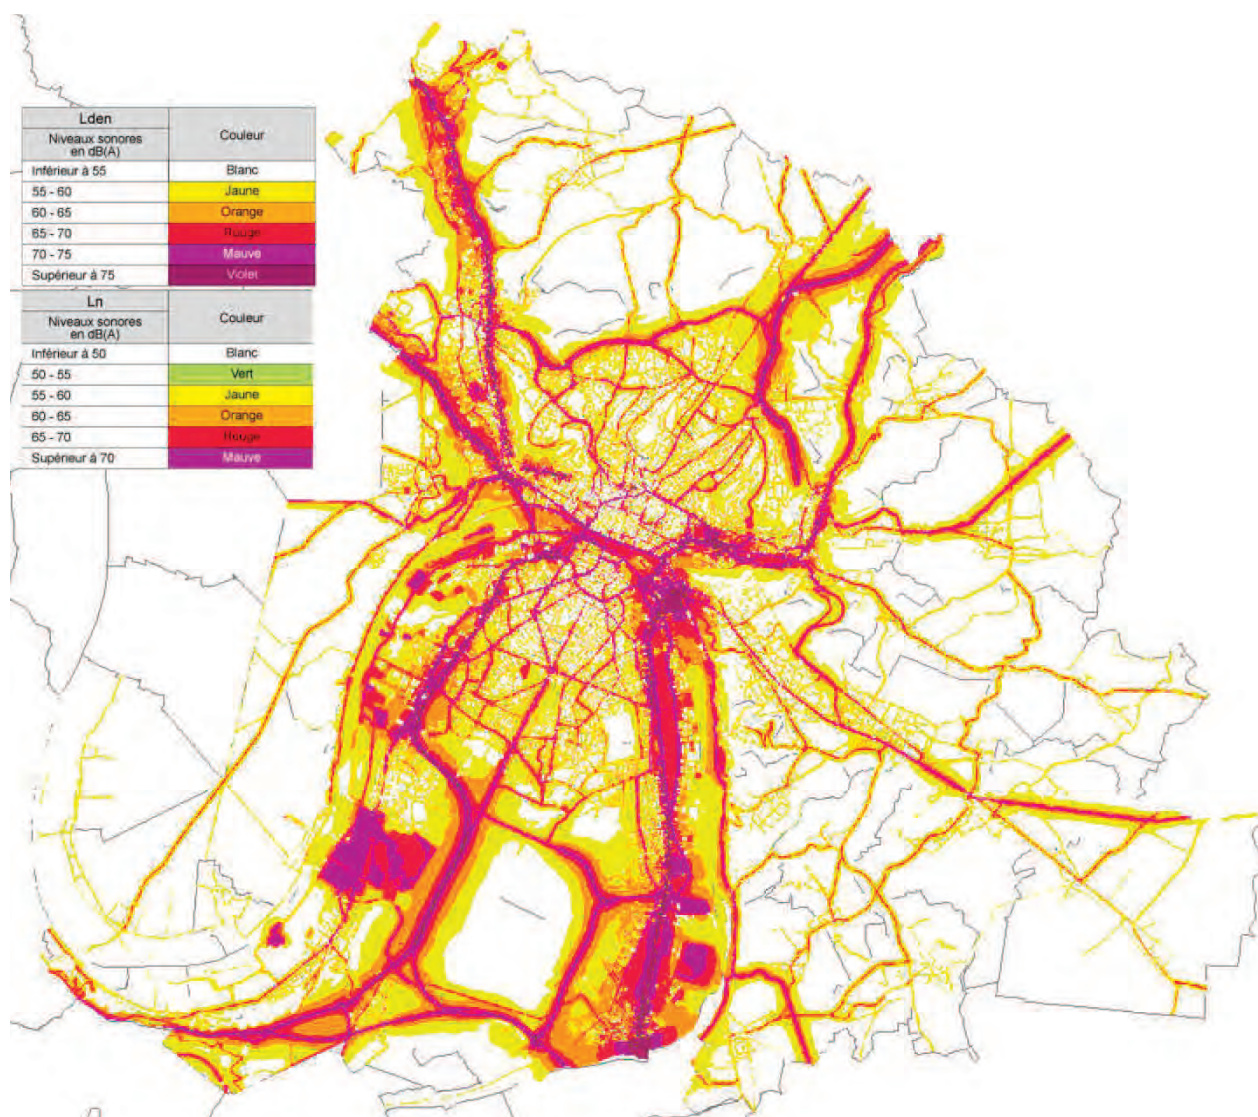 Lden
Niveaux sonores en dB(A) Couleur
Inférieur à 55 Blanc
55 - 60 Jaune
60 - 65 Orange
65 - 70 Rouge
70 - 75 Mauve
Supérieur à 75 Violet
Ln
Niveaux sonores en dB(A) Couleur
Inférieur à 50 Blanc
50 - 55 Vert
55 - 60 Jaune
60 - 65 Orange
65 - 70 Rouge
Supérieur à 70 Mauve